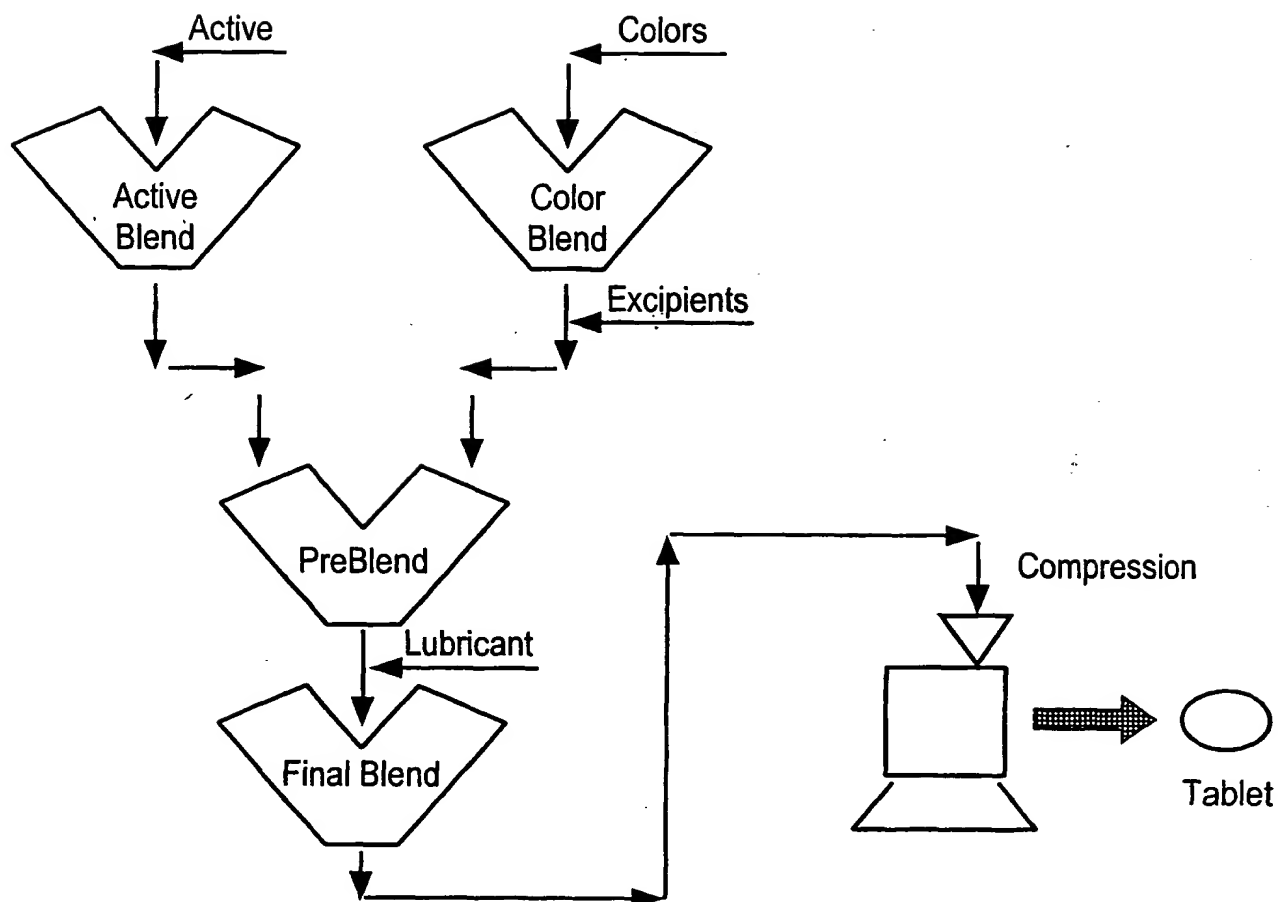 Active
Colors
Active
Blend
Color
Blend
Excipients
PreBlend
Compression
Lubricant
Final Blend
Tablet